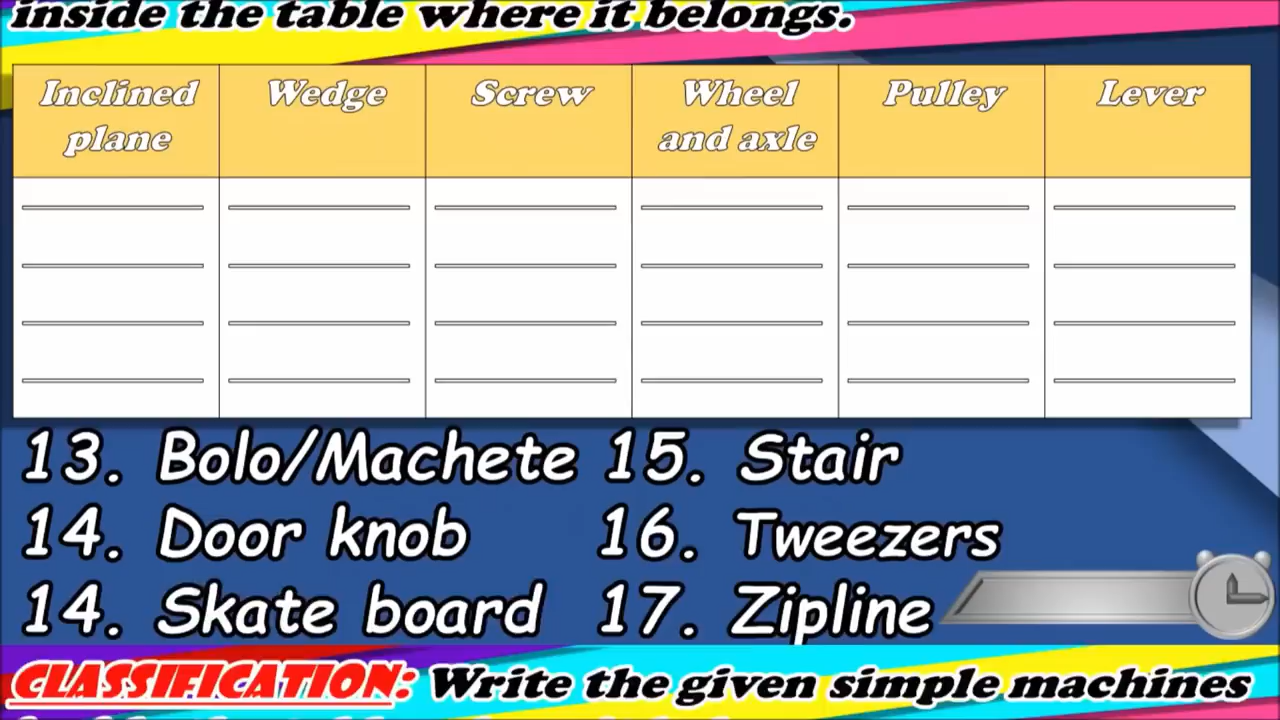 inside the table where it belongs.
Inclined plane Wedge Screw Wheel and axle Pulley Lever
13. Bolo/Machete 15. Stair
14. Door knob 16. Tweezers
14. Skate board 17. Zipline
CLASSIFICATION: Write the given simple machines